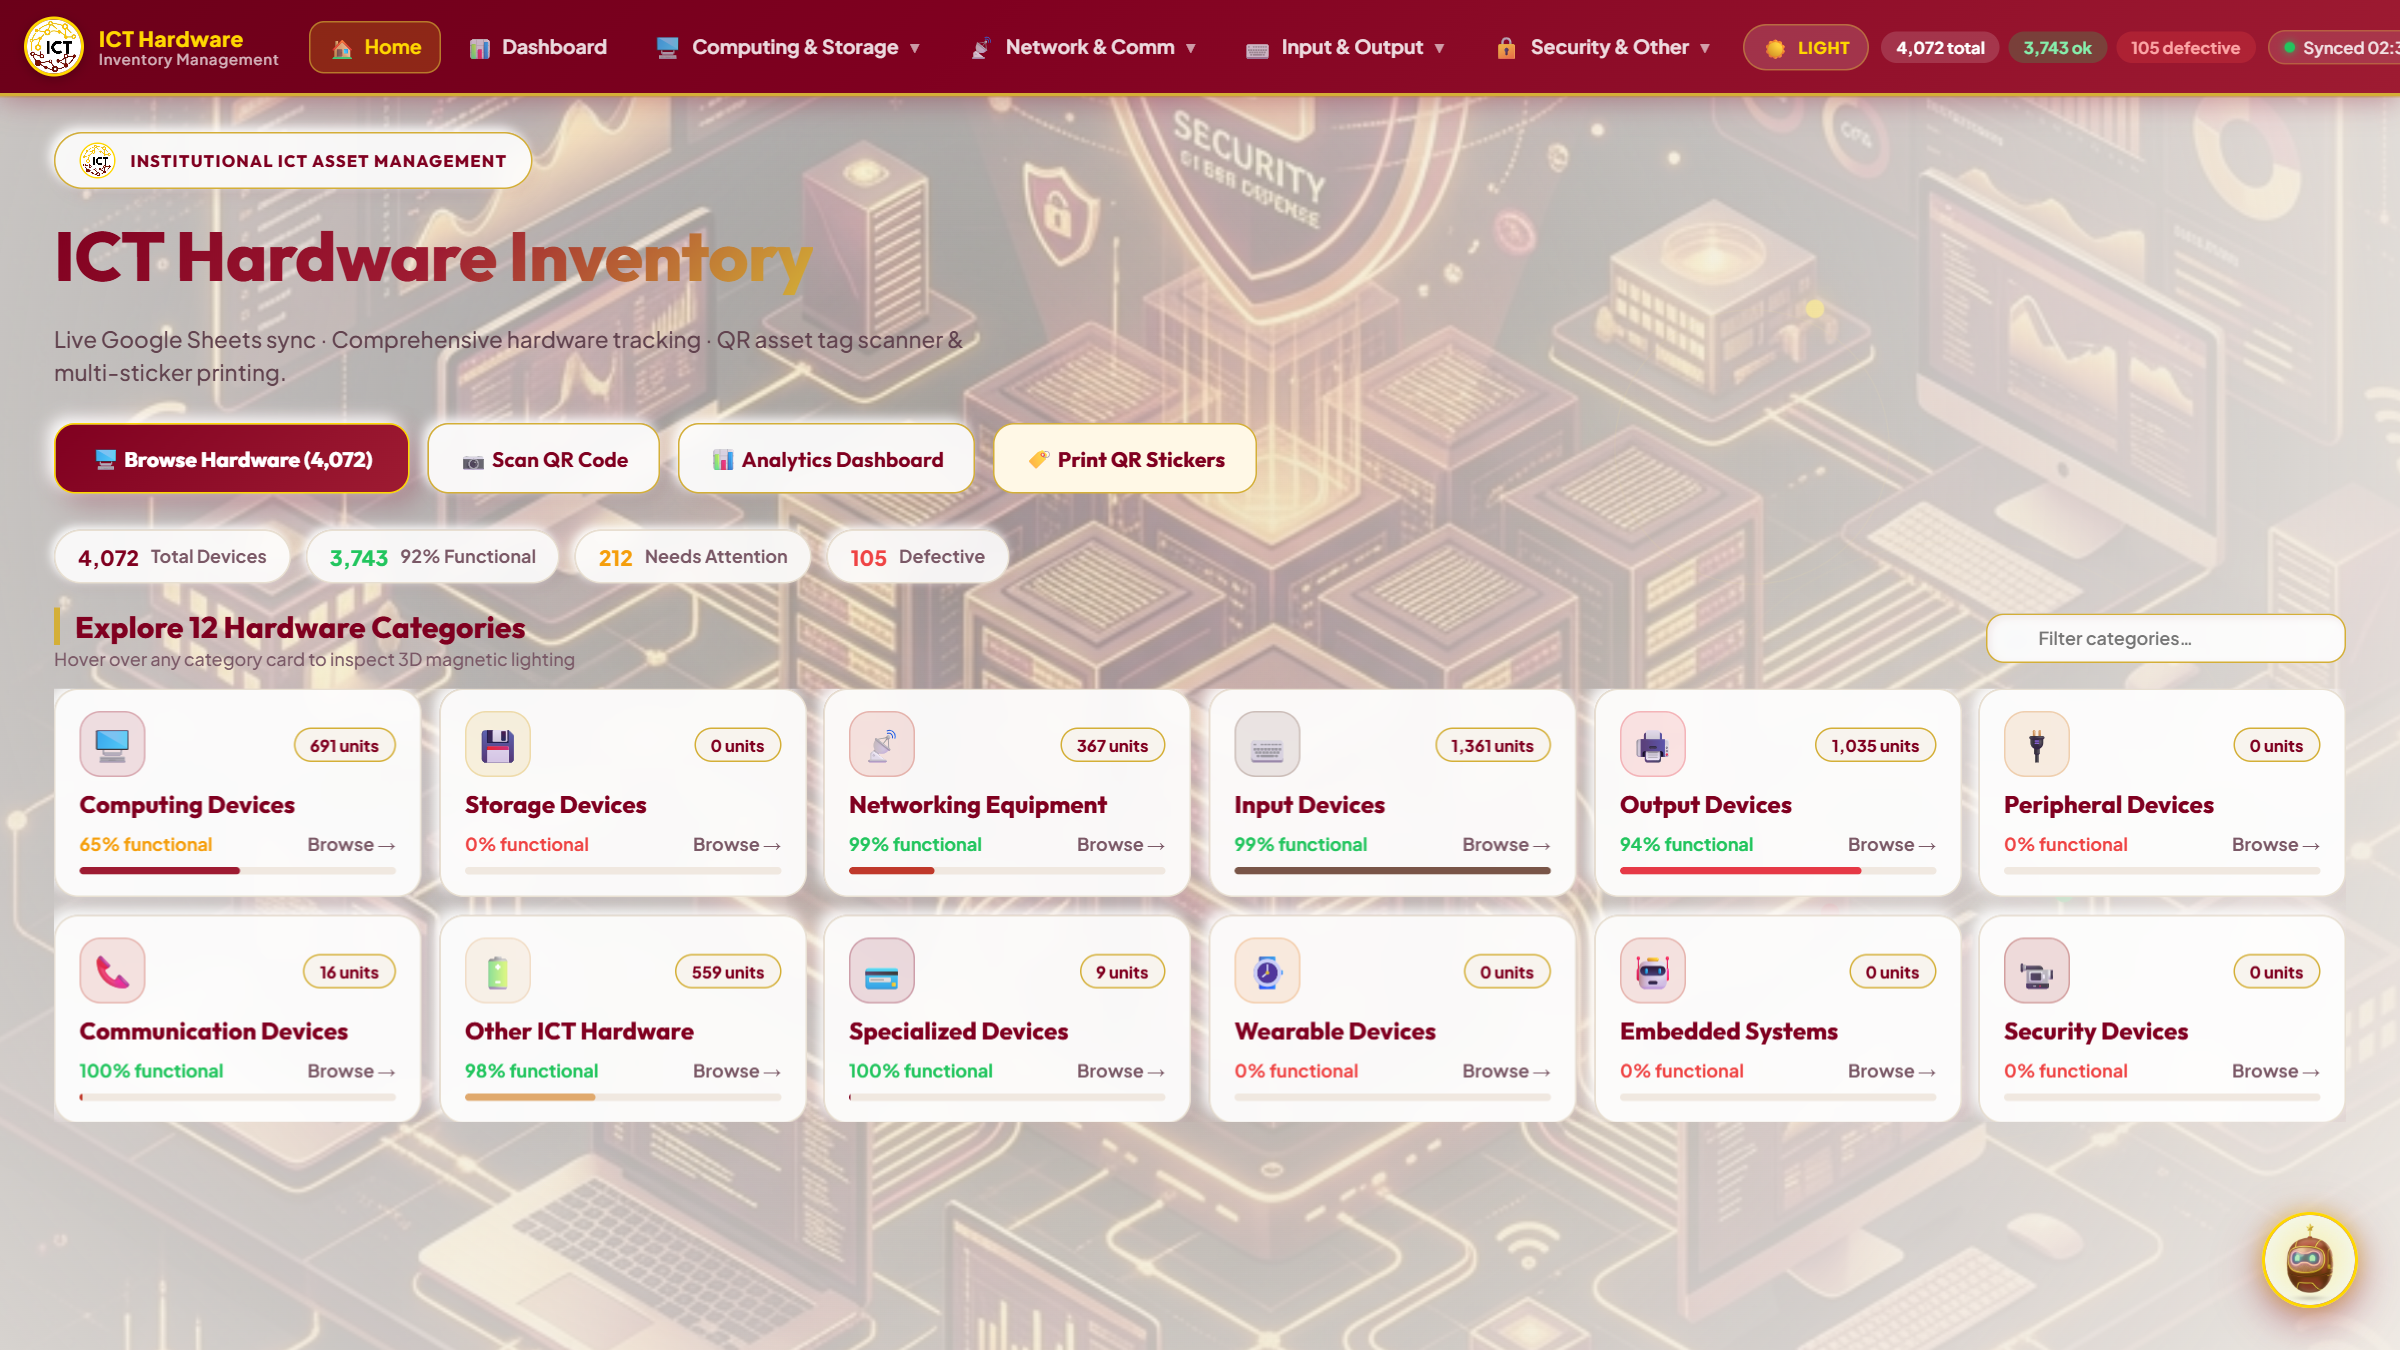 ICT
ICT Hardware
Inventory Management
Home
Dashboard
Computing & Storage ▼
Network & Comm ▼
Input & Output ▼
Security & Other ▼
LIGHT
4,072 total
3,743 ok
105 defective
Synced 02:3
SECURITY
ICT
INSTITUTIONAL ICT ASSET MANAGEMENT
ICT Hardware Inventory
Live Google Sheets sync · Comprehensive hardware tracking · QR asset tag scanner &
multi-sticker printing.
Browse Hardware (4,072)
Scan QR Code
Analytics Dashboard
Print QR Stickers
4,072 Total Devices
3,743 92% Functional
212 Needs Attention
105 Defective
Explore 12 Hardware Categories
Hover over any category card to inspect 3D magnetic lighting
Filter categories…
691 units
Computing Devices
65% functional
Browse →
0 units
Storage Devices
0% functional
Browse →
367 units
Networking Equipment
99% functional
Browse →
1,361 units
Input Devices
99% functional
Browse →
1,035 units
Output Devices
94% functional
Browse →
0 units
Peripheral Devices
0% functional
Browse →
16 units
Communication Devices
100% functional
Browse →
559 units
Other ICT Hardware
98% functional
Browse →
9 units
Specialized Devices
100% functional
Browse →
0 units
Wearable Devices
0% functional
Browse →
0 units
Embedded Systems
0% functional
Browse →
0 units
Security Devices
0% functional
Browse →